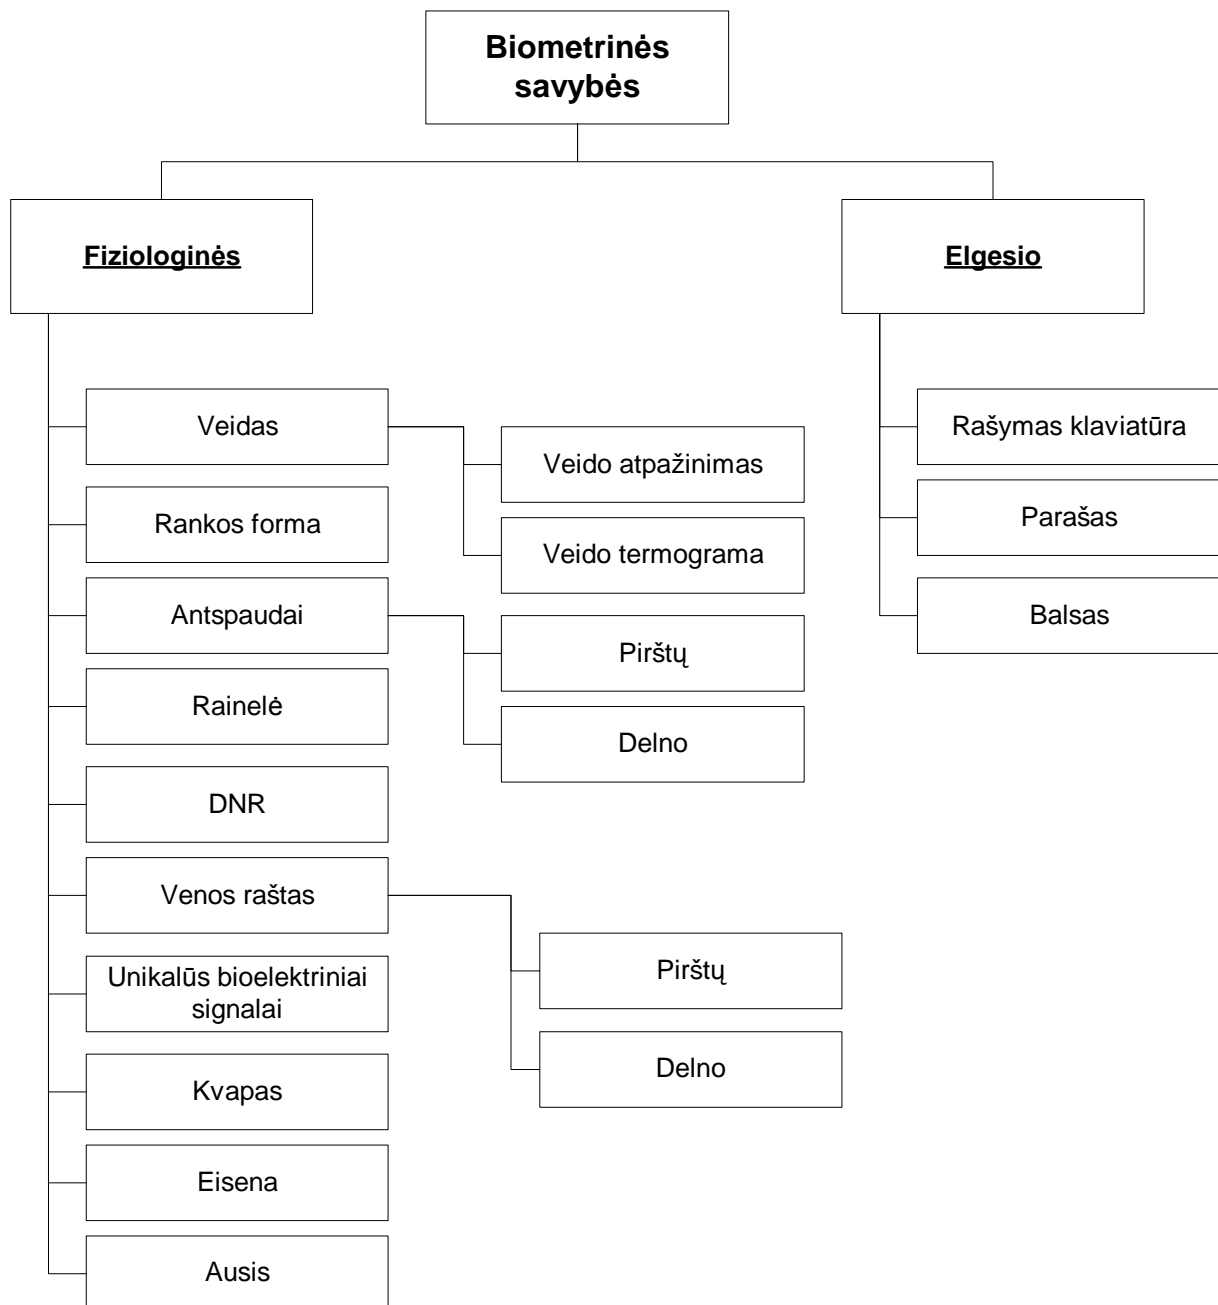 Biometrinės
savybės
Fiziologinės
Elgesio
Veidas
Veido atpažinimas
Veido termograma
Rankos forma
Antspaudai
Pirštų
Delno
Rainelė
DNR
Venos raštas
Pirštų
Delno
Unikalūs bioelektriniai
signalai
Kvapas
Eisena
Ausis
Rašymas klaviatūra
Parašas
Balsas